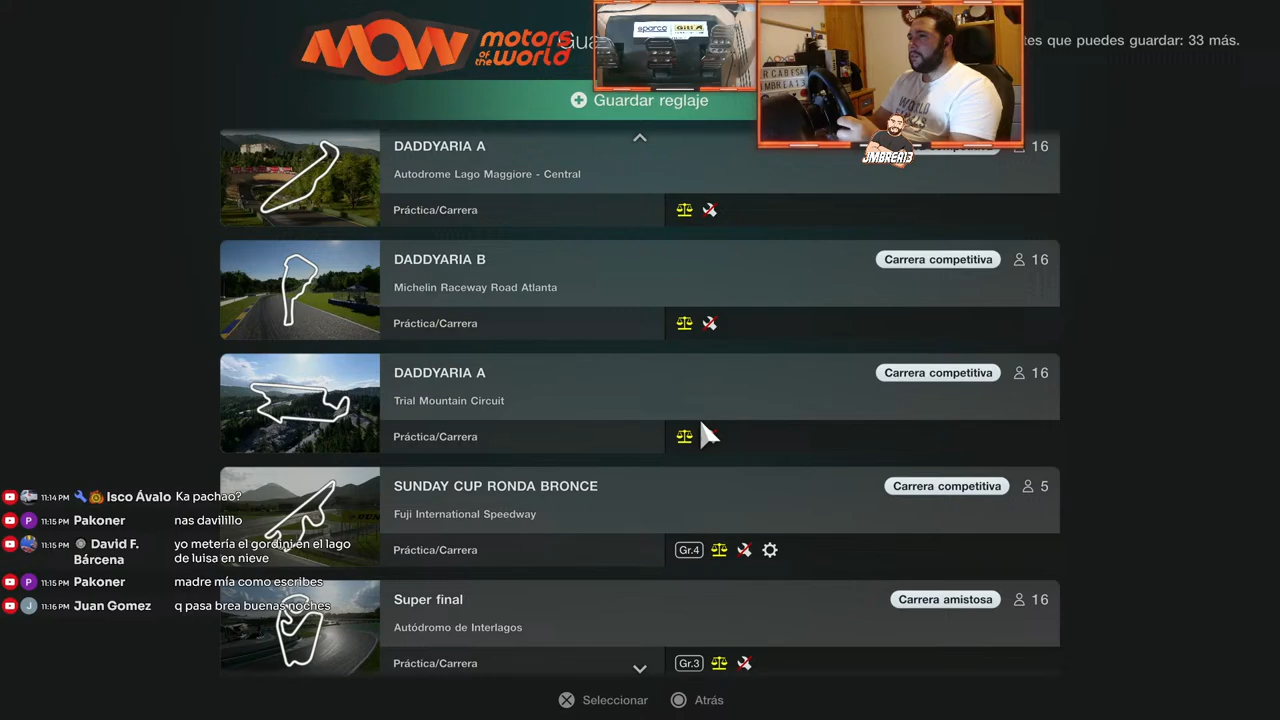 MOW motors of the world
Gua
tes que puedes guardar: 33 más.
sparco
Guardar reglaje
JMBREA13
DADDYARIA A
16
Autodrome Lago Maggiore - Central
Práctica/Carrera
DADDYARIA B
Carrera competitiva
16
Michelin Raceway Road Atlanta
Práctica/Carrera
DADDYARIA A
Carrera competitiva
16
Trial Mountain Circuit
Práctica/Carrera
SUNDAY CUP RONDA BRONCE
Carrera competitiva
5
Fuji International Speedway
Práctica/Carrera
Gr.4
Super final
Carrera amistosa
16
Autódromo de Interlagos
Práctica/Carrera
Gr.3
11:14 PM Isco Ávalo Ka pachao?
11:15 PM Pakoner nas davilillo
11:15 PM David F. Bárcena yo metería el gordini en el lago
de luisa en nieve
11:15 PM Pakoner madre mía como escribes
11:16 PM Juan Gomez q pasa brea buenas noches
Seleccionar
Atrás